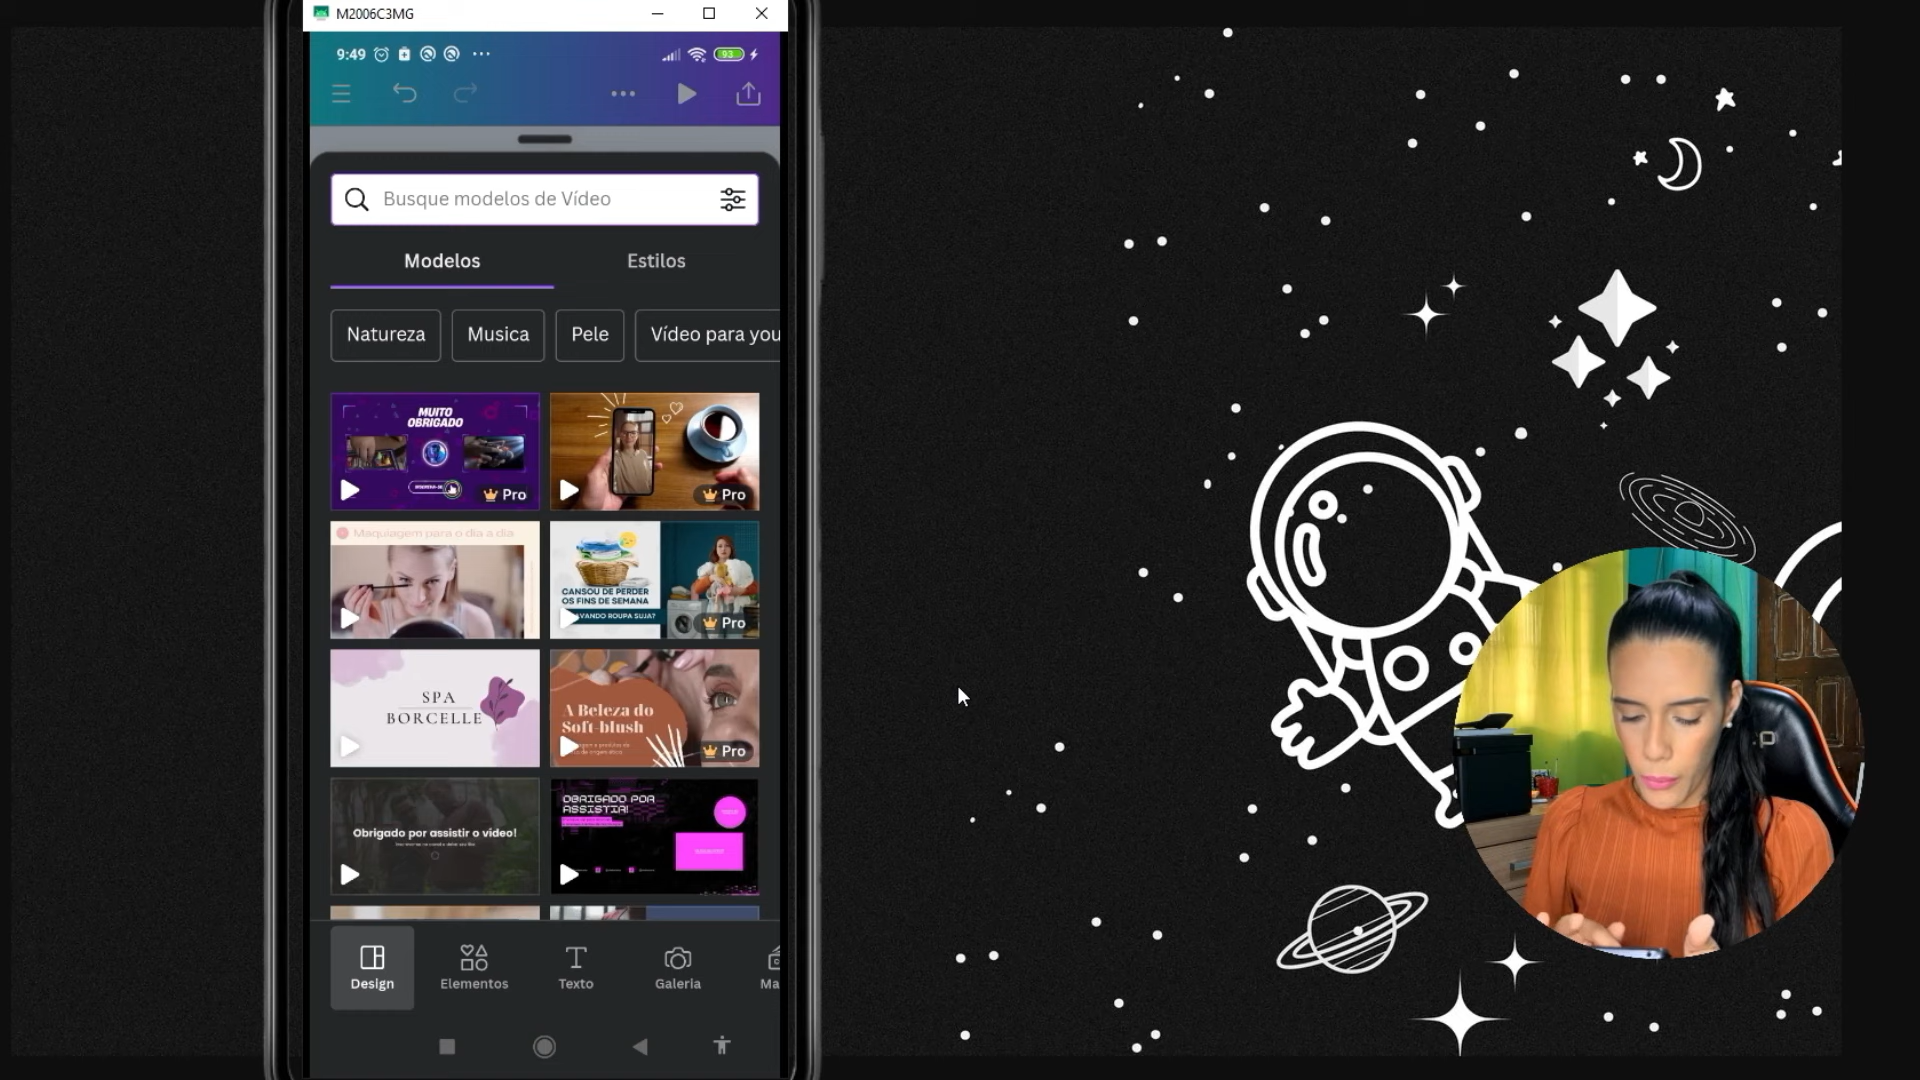 M2006C3MG
9:49
93
Busque modelos de Vídeo
Modelos
Estilos
Natureza
Musica
Pele
Vídeo para you
MUITO
OBRIGADO
Pro
Pro
Maquiagem para o dia a dia
CANSOU DE PERDER
OS FINS DE SEMANA
LAVANDO ROUPA SUJA?
Pro
SPA
BORCELLE
A Beleza do
Soft-blush
Pro
Obrigado por assistir o vídeo!
OBRIGADO POR
ASSISTIR!
Design
Elementos
Texto
Galeria
Ma